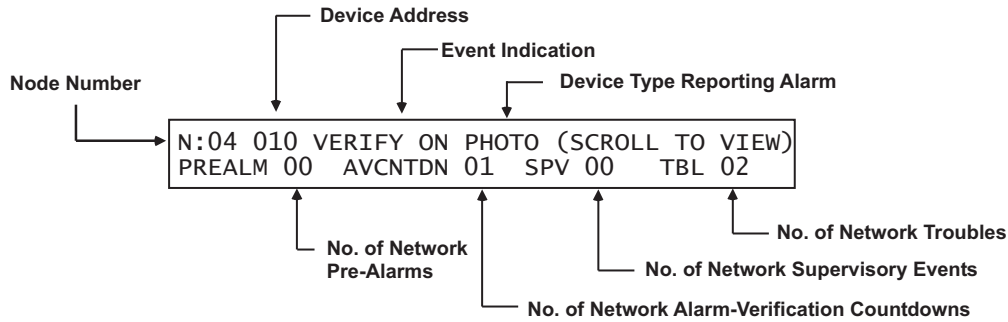 Device Address
Event Indication
Node Number
Device Type Reporting Alarm
N:04 010 VERIFY ON PHOTO (SCROLL TO VIEW)
PREALM 00 AVCNTDN 01 SPV 00 TBL 02
No. of Network Troubles
No. of Network
Pre-Alarms
No. of Network Supervisory Events
No. of Network Alarm-Verification Countdowns